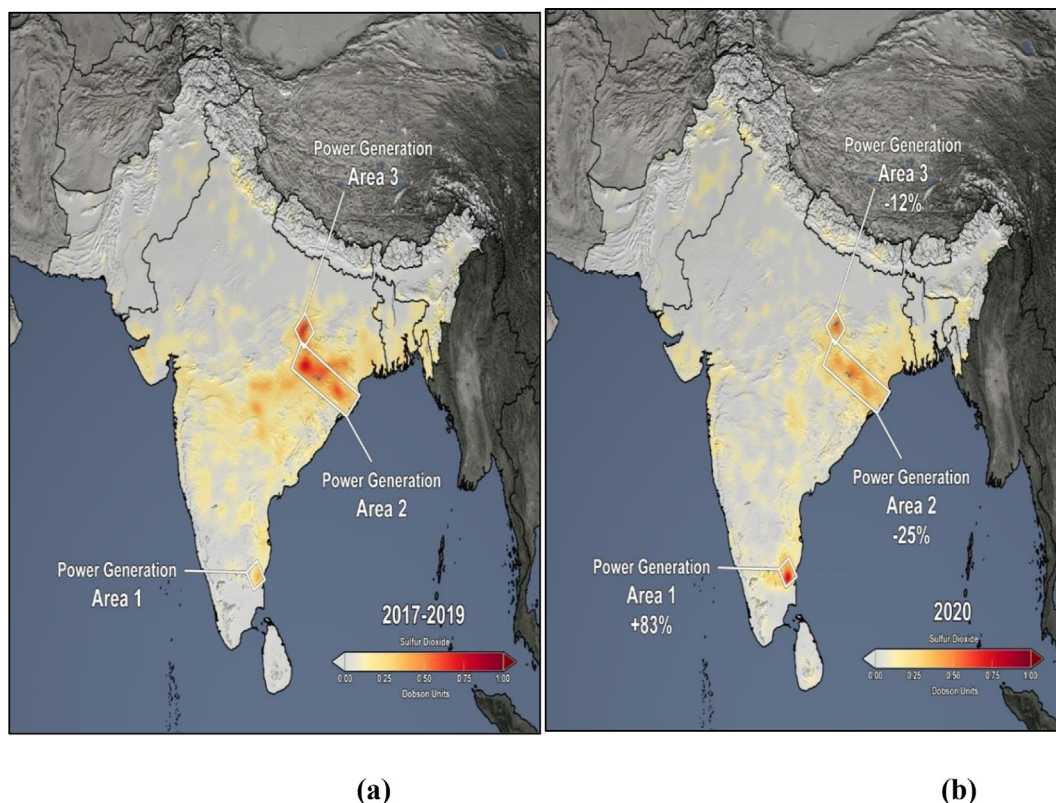 Power Generation
Area 3
Power Generation
Area 2
Power Generation
Area 1
2017-2019
Sulfur Dioxide
0.00 0.25 0.50 0.75 1.00
Dobson Units
(a)
Power Generation
Area 3
-12%
Power Generation
Area 2
-25%
Power Generation
Area 1
+83%
2020
Sulfur Dioxide
0.00 0.25 0.50 0.75 1.00
Dobson Units
(b)